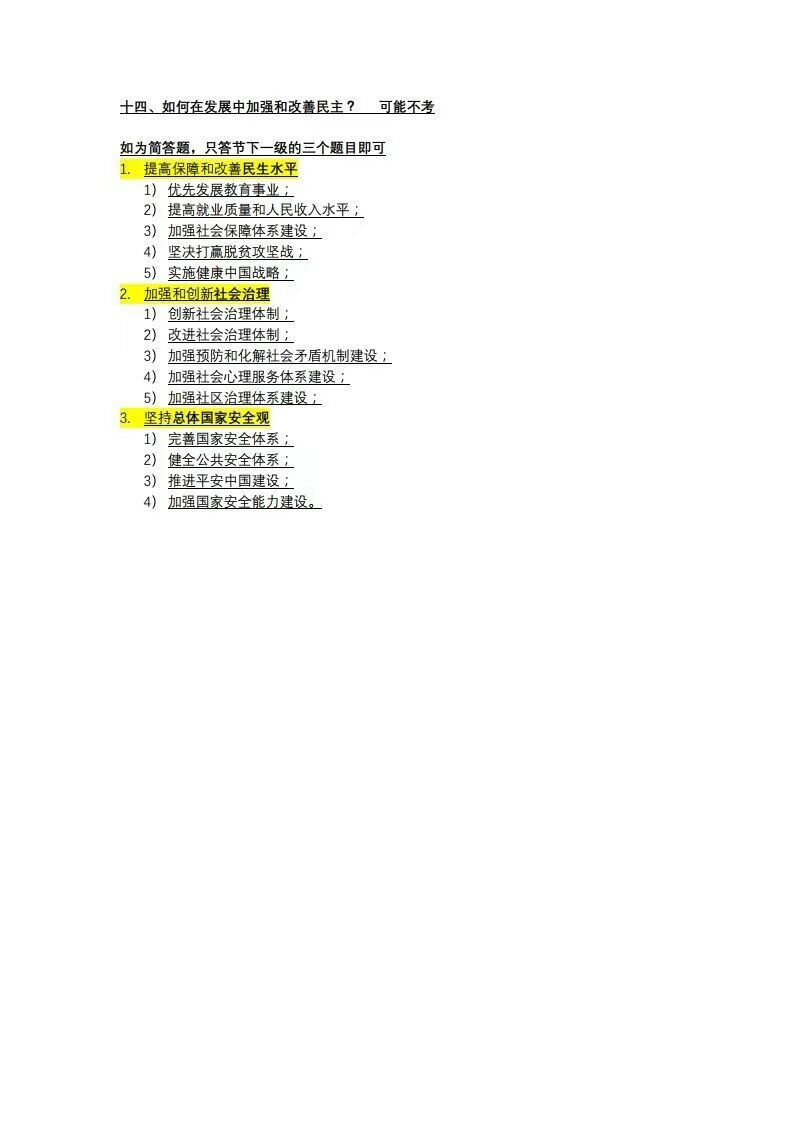 十四、如何在发展中加强和改善民主？ 可能不考
如为简答题，只答节下一级的三个题目即可
1. 提高保障和改善民生水平
1） 优先发展教育事业；
2） 提高就业质量和人民收入水平；
3） 加强社会保障体系建设；
4） 坚决打赢脱贫攻坚战；
5） 实施健康中国战略；
2. 加强和创新社会治理
1） 创新社会治理体制；
2） 改进社会治理体制；
3） 加强预防和化解社会矛盾机制建设；
4） 加强社会心理服务体系建设；
5） 加强社区治理体系建设；
3. 坚持总体国家安全观
1） 完善国家安全体系；
2） 健全公共安全体系；
3） 推进平安中国建设；
4） 加强国家安全能力建设。